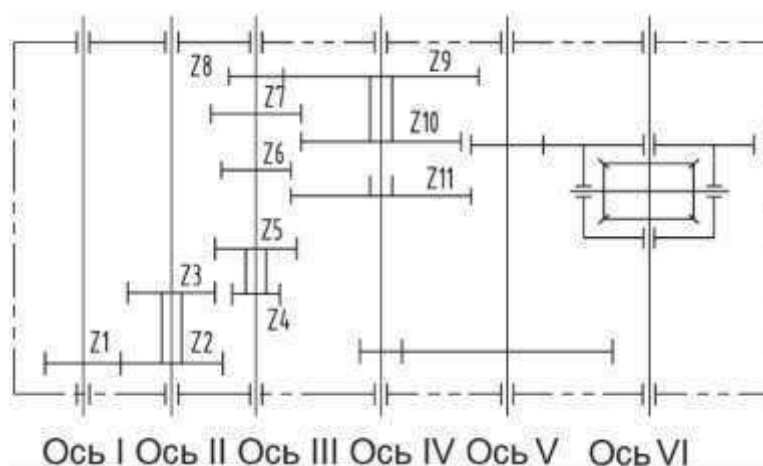 Z8 Z9
Z7
Z10
Z6
Z11
Z5
Z3
Z4
Z1 Z2
Ось I Ось II Ось III Ось IV Ось V Ось VI